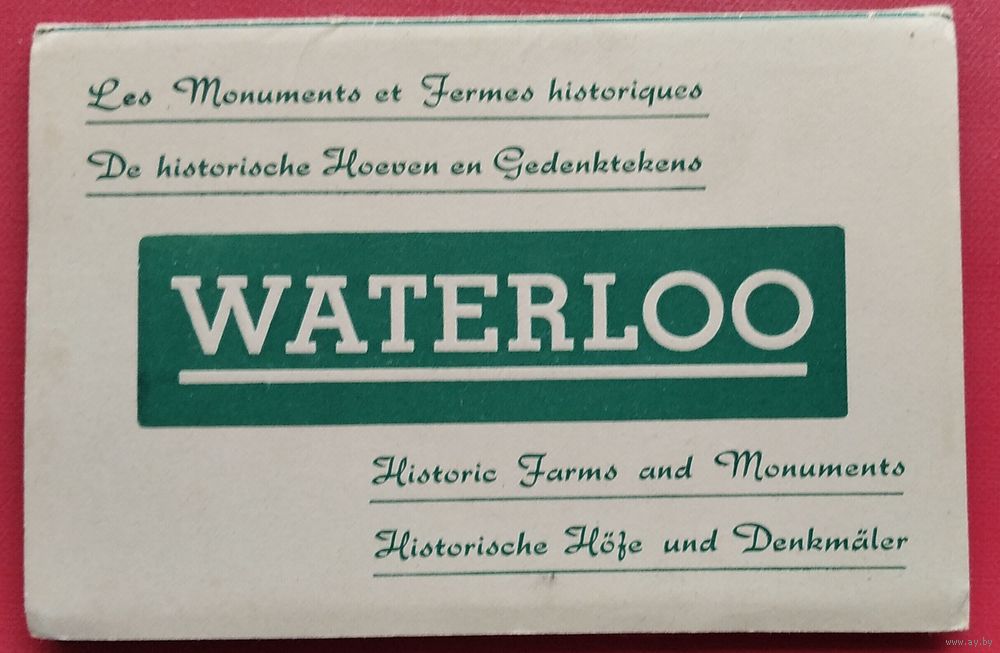 Les Monuments et Fermes historiques
De historische Hoeven en Gedenktekens
WATERLOO
Historic Farms and Monuments
Historische Höfe und Denkmäler
www.ay.by